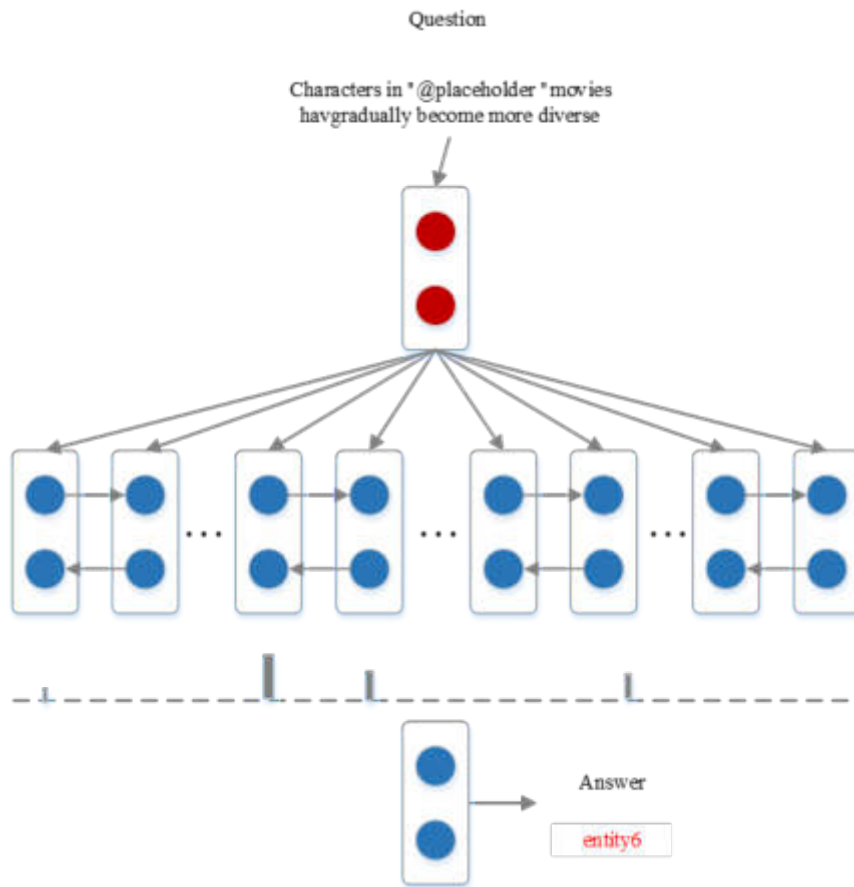 Question
Characters in "@placeholder "movies
havgradually become more diverse
...
...
...
Answer
entity6